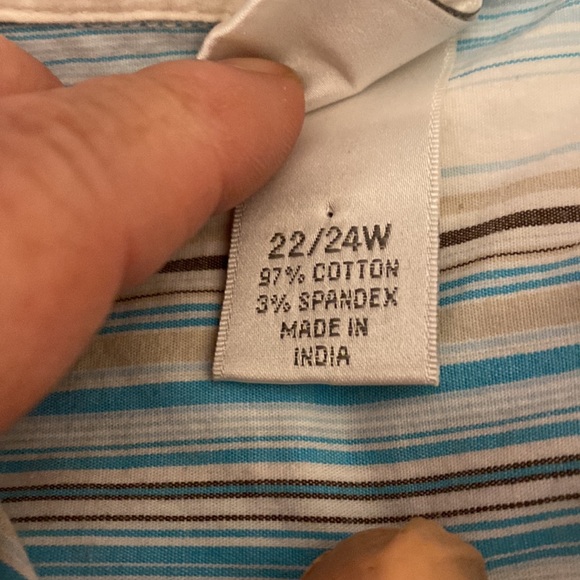 22/24W
97% COTTON
3% SPANDEX
MADE IN
INDIA